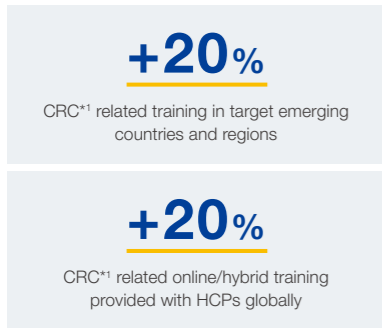 +20%
CRC*1 related training in target emerging
countries and regions
+20%
CRC*1 related online/hybrid training
provided with HCPs globally